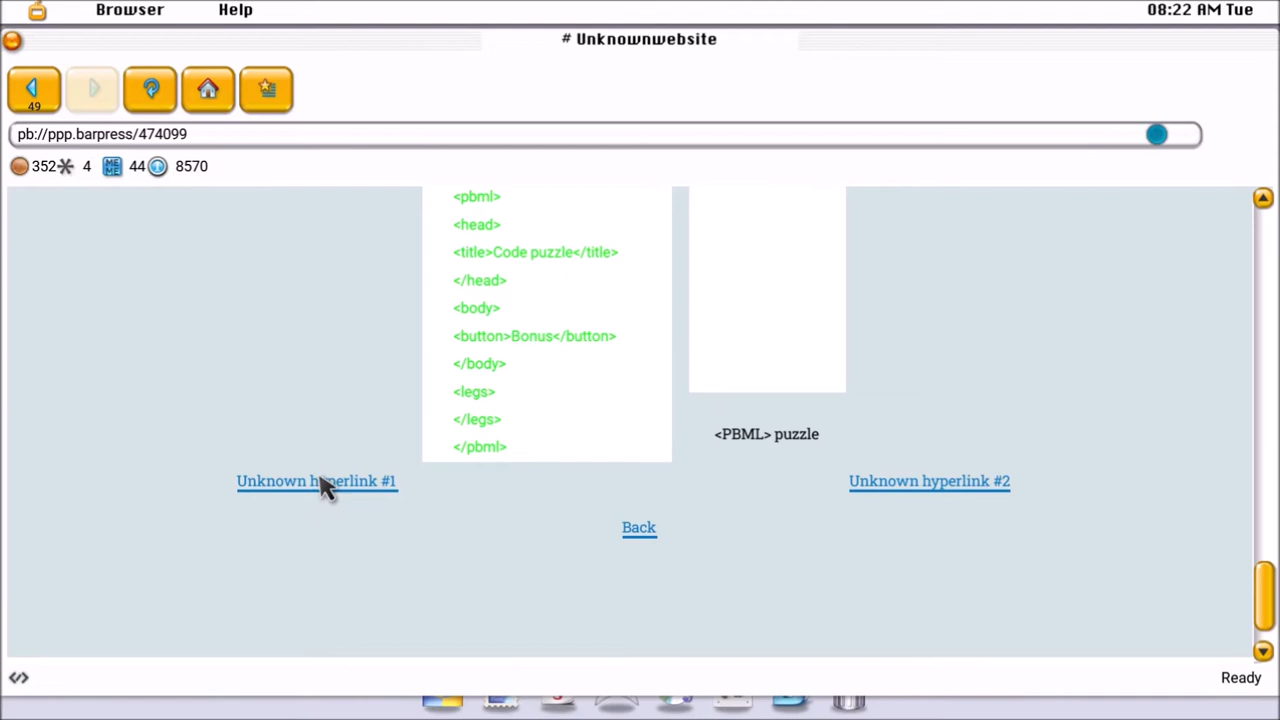 Browser Help 08:22 AM Tue
# Unknownwebsite
49
pb://ppp.barpress/474099
352 4 MEME 44 8570
<pbml>
<head>
<title>Code puzzle</title>
</head>
<body>
<button>Bonus</button>
</body>
<legs>
</legs>
</pbml>
<PBML> puzzle
Unknown hyperlink #1 Unknown hyperlink #2
Back
Ready